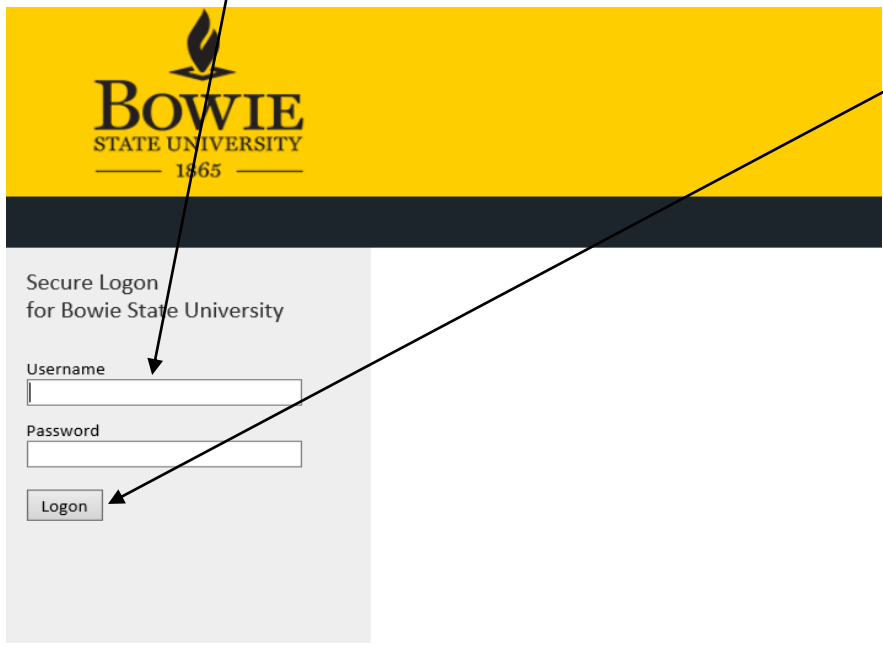 BOWIE
STATE UNIVERSITY
1865
Secure Logon
for Bowie State University
Username
Password
Logon